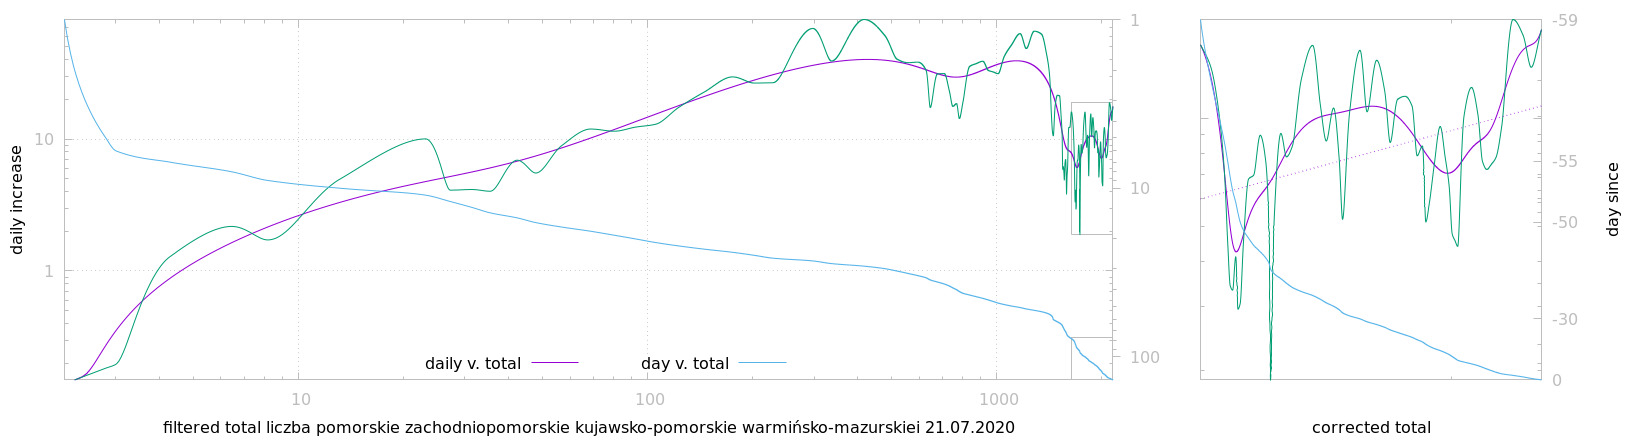 1
-59
10
daily increase
-55
10
-50
day since
1
-30
daily v. total
day v. total
100
0
10
100
1000
filtered total liczba pomorskie zachodniopomorskie kujawsko-pomorskie warmińsko-mazurskiei 21.07.2020
corrected total